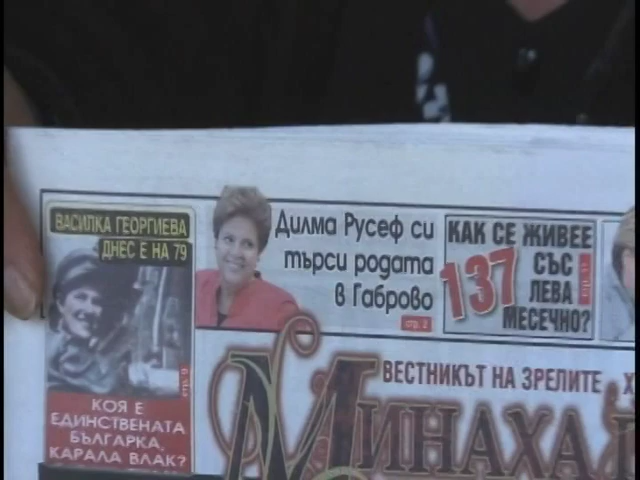 ВАСИЛКА ГЕОРГИЕВА
ДНЕС Е НА 79
КОЯ Е
ЕДИНСТВЕНАТА
БЪЛГАРКА,
КАРАЛА ВЛАК?
Дилма Русеф си
търси родата
в Габрово
стр. 2
КАК СЕ ЖИВЕЕ
137 СЪС
ЛЕВА
МЕСЕЧНО?
ВЕСТНИКЪТ НА ЗРЕЛИТЕ Х
МИНАХА